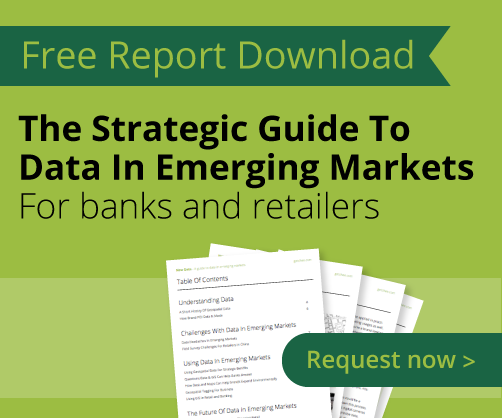 Free Report Download
The Strategic Guide To
Data In Emerging Markets
For banks and retailers
Table Of Contents
Understanding Data
Challenges With Data In Emerging Markets
Using Data In Emerging Markets
The Future Of Data In Emerging Markets
Request now >